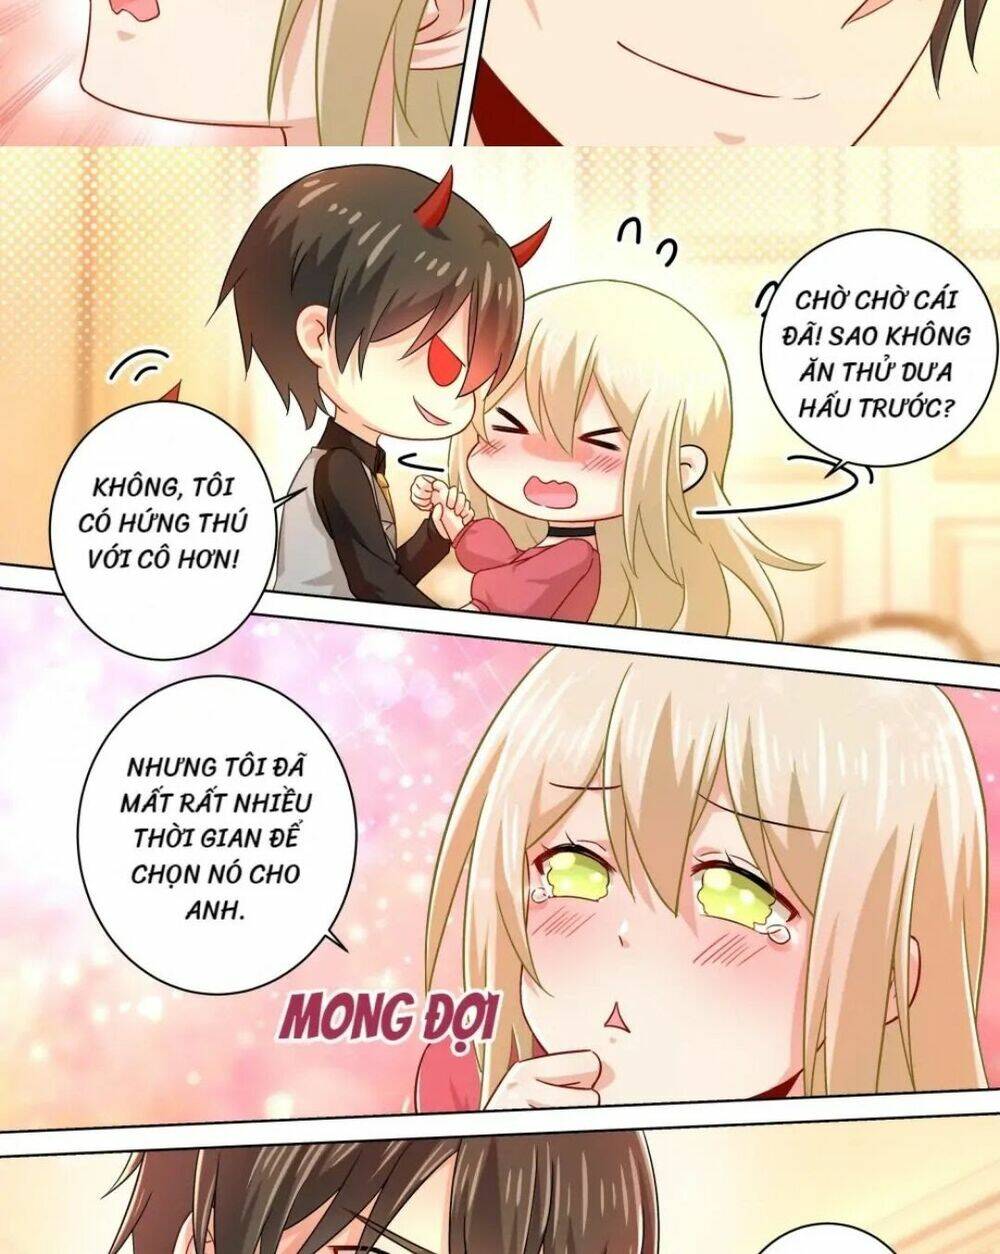 CHỜ CHỜ CÁI
ĐÃ! SAO KHÔNG
ĂN THỬ DƯA
HẤU TRƯỚC?
KHÔNG, TÔI
CÓ HỨNG THÚ
VỚI CÔ HƠN!
NHƯNG TÔI ĐÃ
MẤT RẤT NHIỀU
THỜI GIAN ĐỂ
CHỌN NÓ CHO
ANH.
MONG ĐỢI